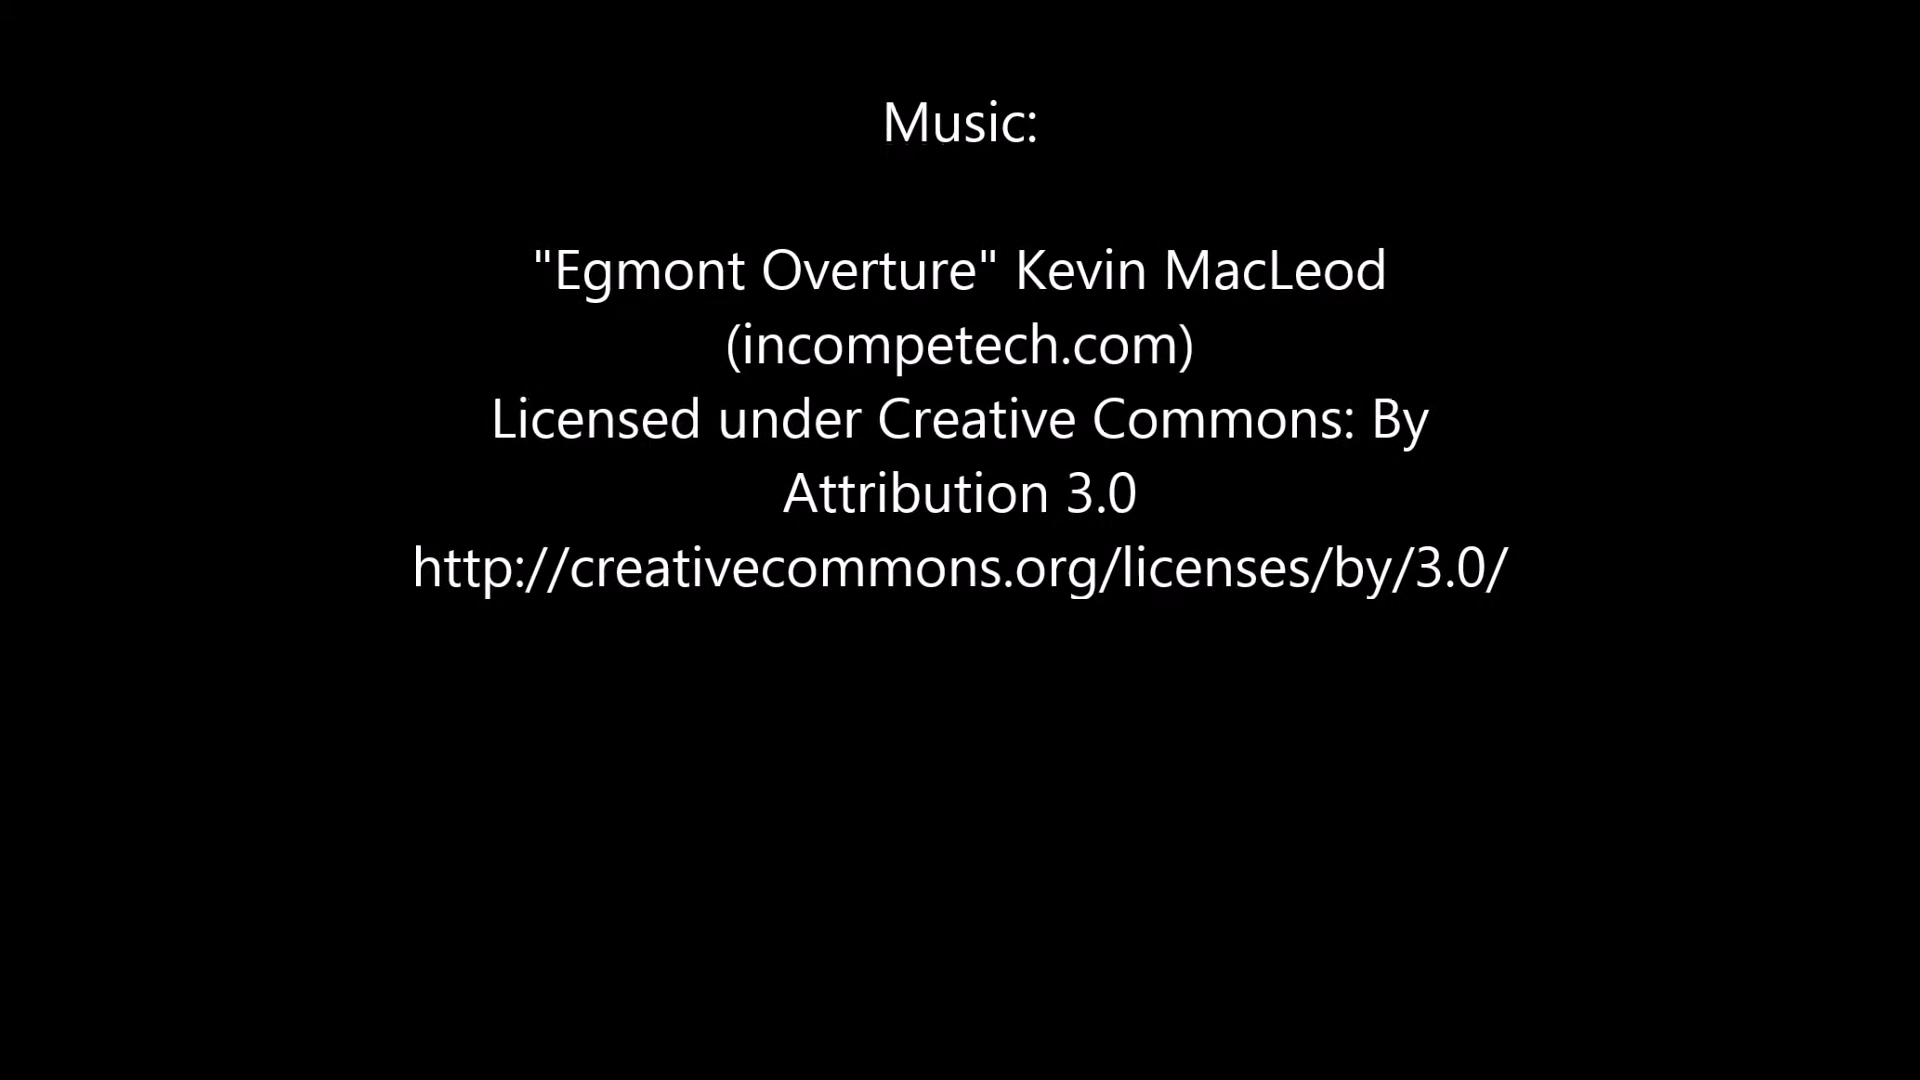 Music:
"Egmont Overture" Kevin MacLeod
(incompetech.com)
Licensed under Creative Commons: By
Attribution 3.0
http://creativecommons.org/licenses/by/3.0/